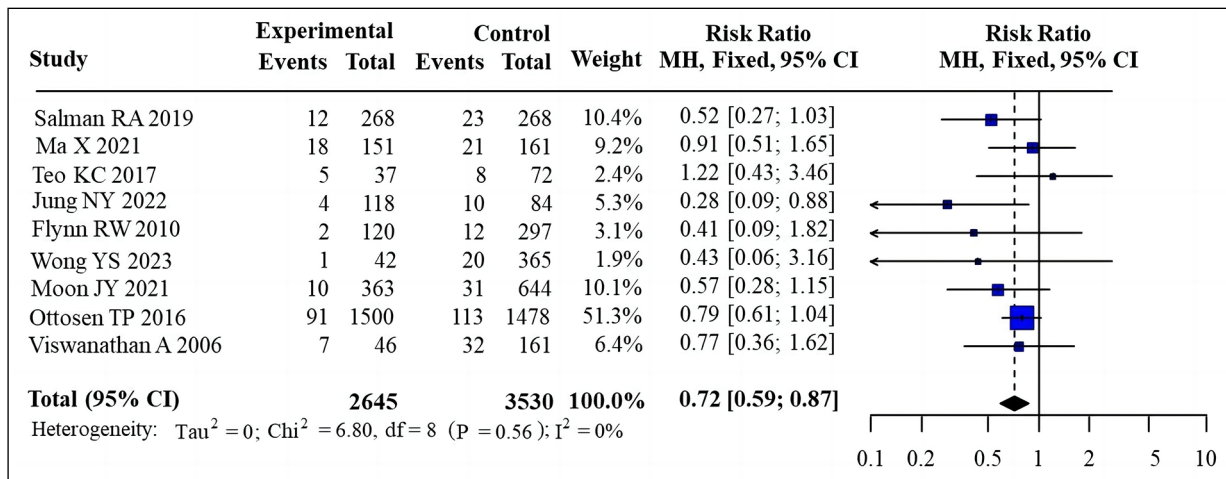 Experimental Control Risk Ratio Risk Ratio
Study Events Total Events Total Weight MH, Fixed, 95% CI MH, Fixed, 95% CI
Salman RA 2019 12 268 23 268 10.4% 0.52 [0.27; 1.03]
Ma X 2021 18 151 21 161 9.2% 0.91 [0.51; 1.65]
Teo KC 2017 5 37 8 72 2.4% 1.22 [0.43; 3.46]
Jung NY 2022 4 118 10 84 5.3% 0.28 [0.09; 0.88]
Flynn RW 2010 2 120 12 297 3.1% 0.41 [0.09; 1.82]
Wong YS 2023 1 42 20 365 1.9% 0.43 [0.06; 3.16]
Moon JY 2021 10 363 31 644 10.1% 0.57 [0.28; 1.15]
Ottosen TP 2016 91 1500 113 1478 51.3% 0.79 [0.61; 1.04]
Viswanathan A 2006 7 46 32 161 6.4% 0.77 [0.36; 1.62]
Total (95% CI) 2645 3530 100.0% 0.72 [0.59; 0.87]
Heterogeneity: Tau² = 0; Chi² = 6.80, df = 8 (P = 0.56); I² = 0%
0.1 0.2 0.5 1 2 5 10